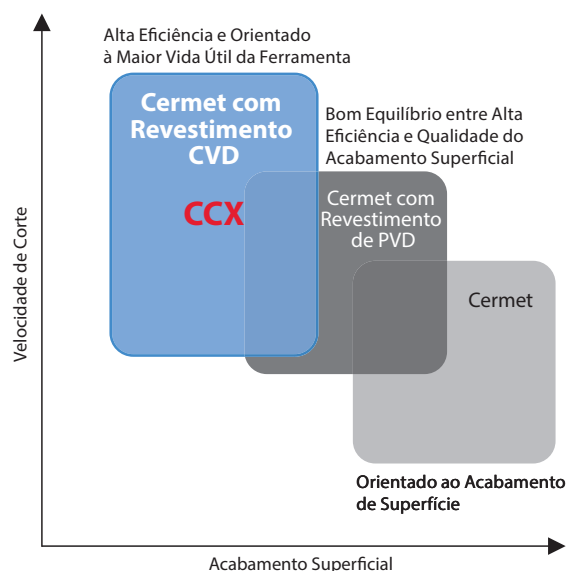 Alta Eficiência e Orientado
à Maior Vida Útil da Ferramenta
Cermet com
Revestimento
CVD
CCX
Bom Equilíbrio entre Alta
Eficiência e Qualidade do
Acabamento Superficial
Cermet com
Revestimento
de PVD
Cermet
Orientado ao Acabamento
de Superfície
Velocidade de Corte
Acabamento Superficial